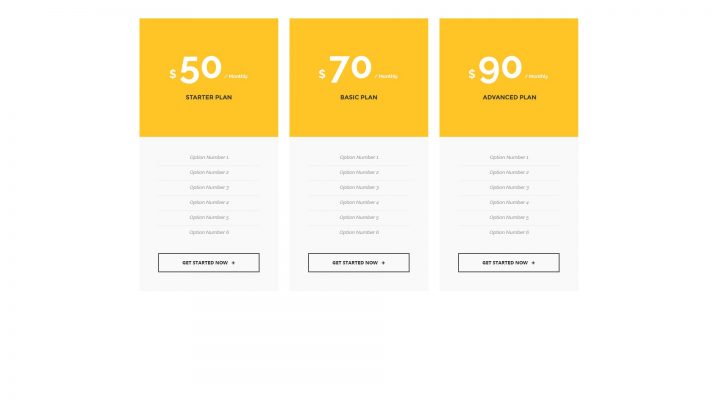 $ 50 / Monthly
STARTER PLAN
Option Number 1
Option Number 2
Option Number 3
Option Number 4
Option Number 5
Option Number 6
GET STARTED NOW +
$ 70 / Monthly
BASIC PLAN
Option Number 1
Option Number 2
Option Number 3
Option Number 4
Option Number 5
Option Number 6
GET STARTED NOW +
$ 90 / Monthly
ADVANCED PLAN
Option Number 1
Option Number 2
Option Number 3
Option Number 4
Option Number 5
Option Number 6
GET STARTED NOW +